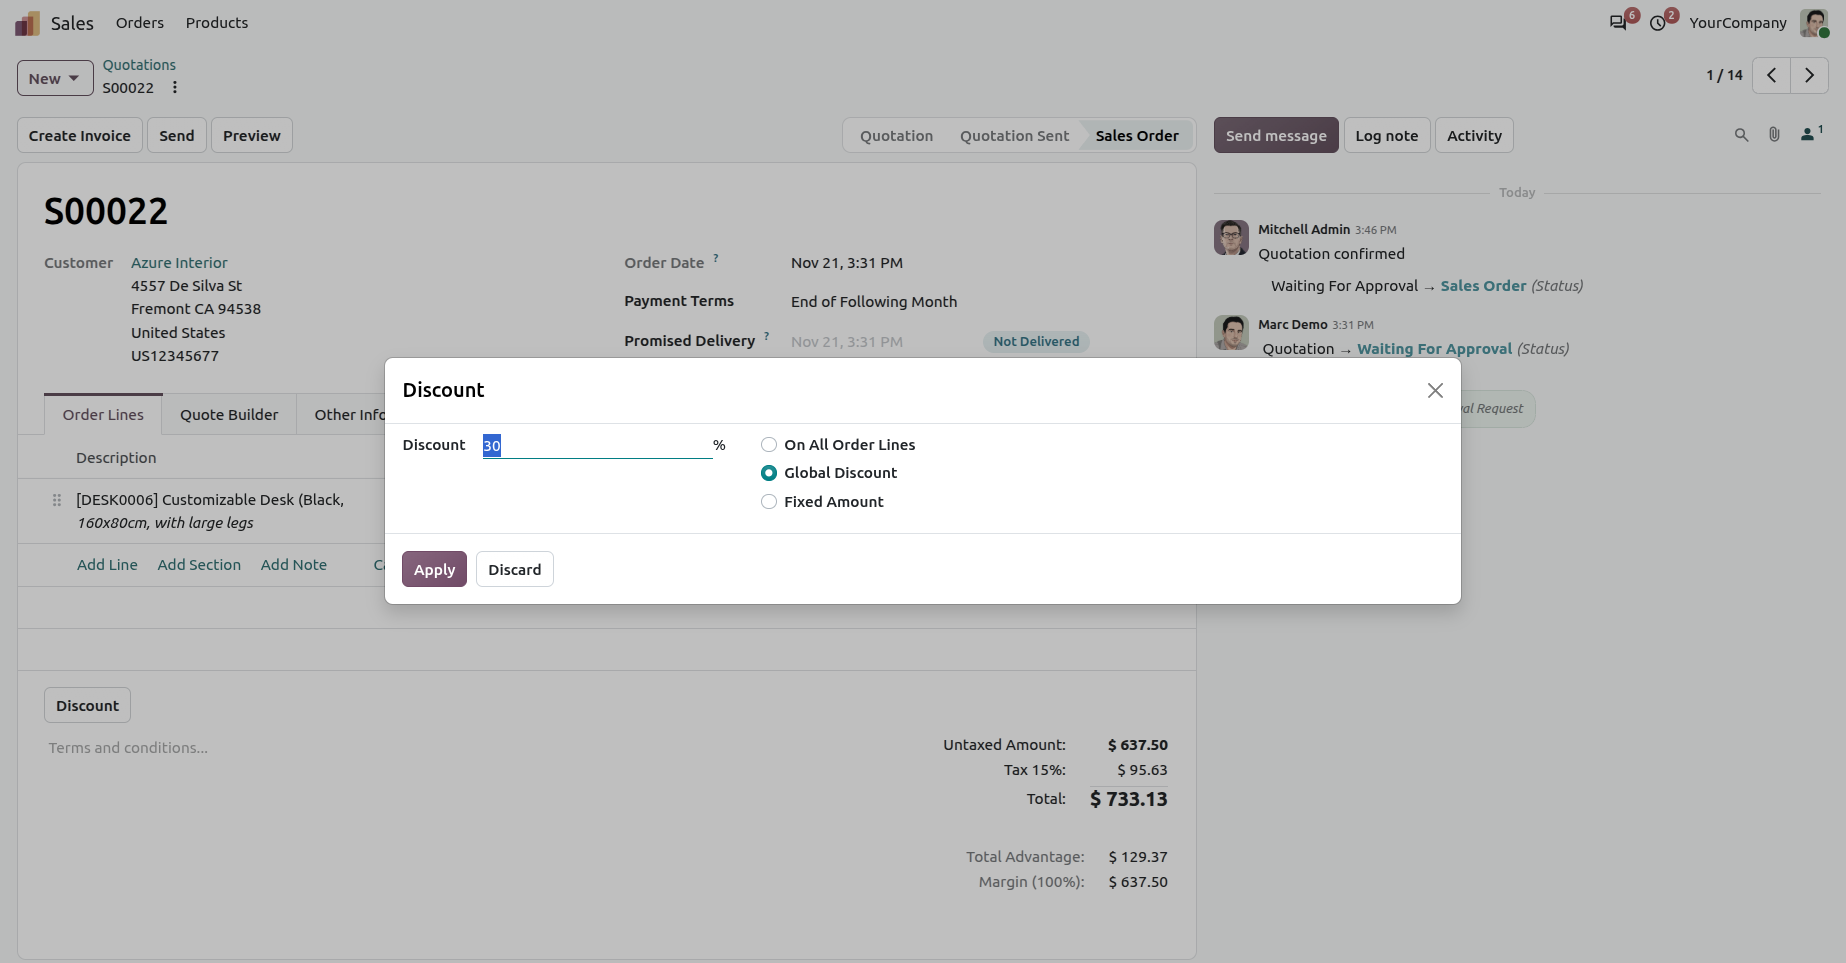 Sales Orders Products
6 2 YourCompany
New
Quotations
S00022
1 / 14
Create Invoice Send Preview
Quotation Quotation Sent Sales Order
Send message Log note Activity
1
S00022
Customer Azure Interior
4557 De Silva St
Fremont CA 94538
United States
US12345677
Order Date ? Nov 21, 3:31 PM
Payment Terms End of Following Month
Promised Delivery ? Nov 21, 3:31 PM Not Delivered
Today
Mitchell Admin 3:46 PM
Quotation confirmed
Waiting For Approval → Sales Order (Status)
Marc Demo 3:31 PM
Quotation → Waiting For Approval (Status)
Request
Order Lines Quote Builder Other Info
Description
[DESK0006] Customizable Desk (Black,
160x80cm, with large legs
Add Line Add Section Add Note
Discount
Discount 30 %
On All Order Lines
Global Discount
Fixed Amount
Apply Discard
Discount
Terms and conditions...
Untaxed Amount: $ 637.50
Tax 15%: $ 95.63
Total: $ 733.13
Total Advantage: $ 129.37
Margin (100%): $ 637.50